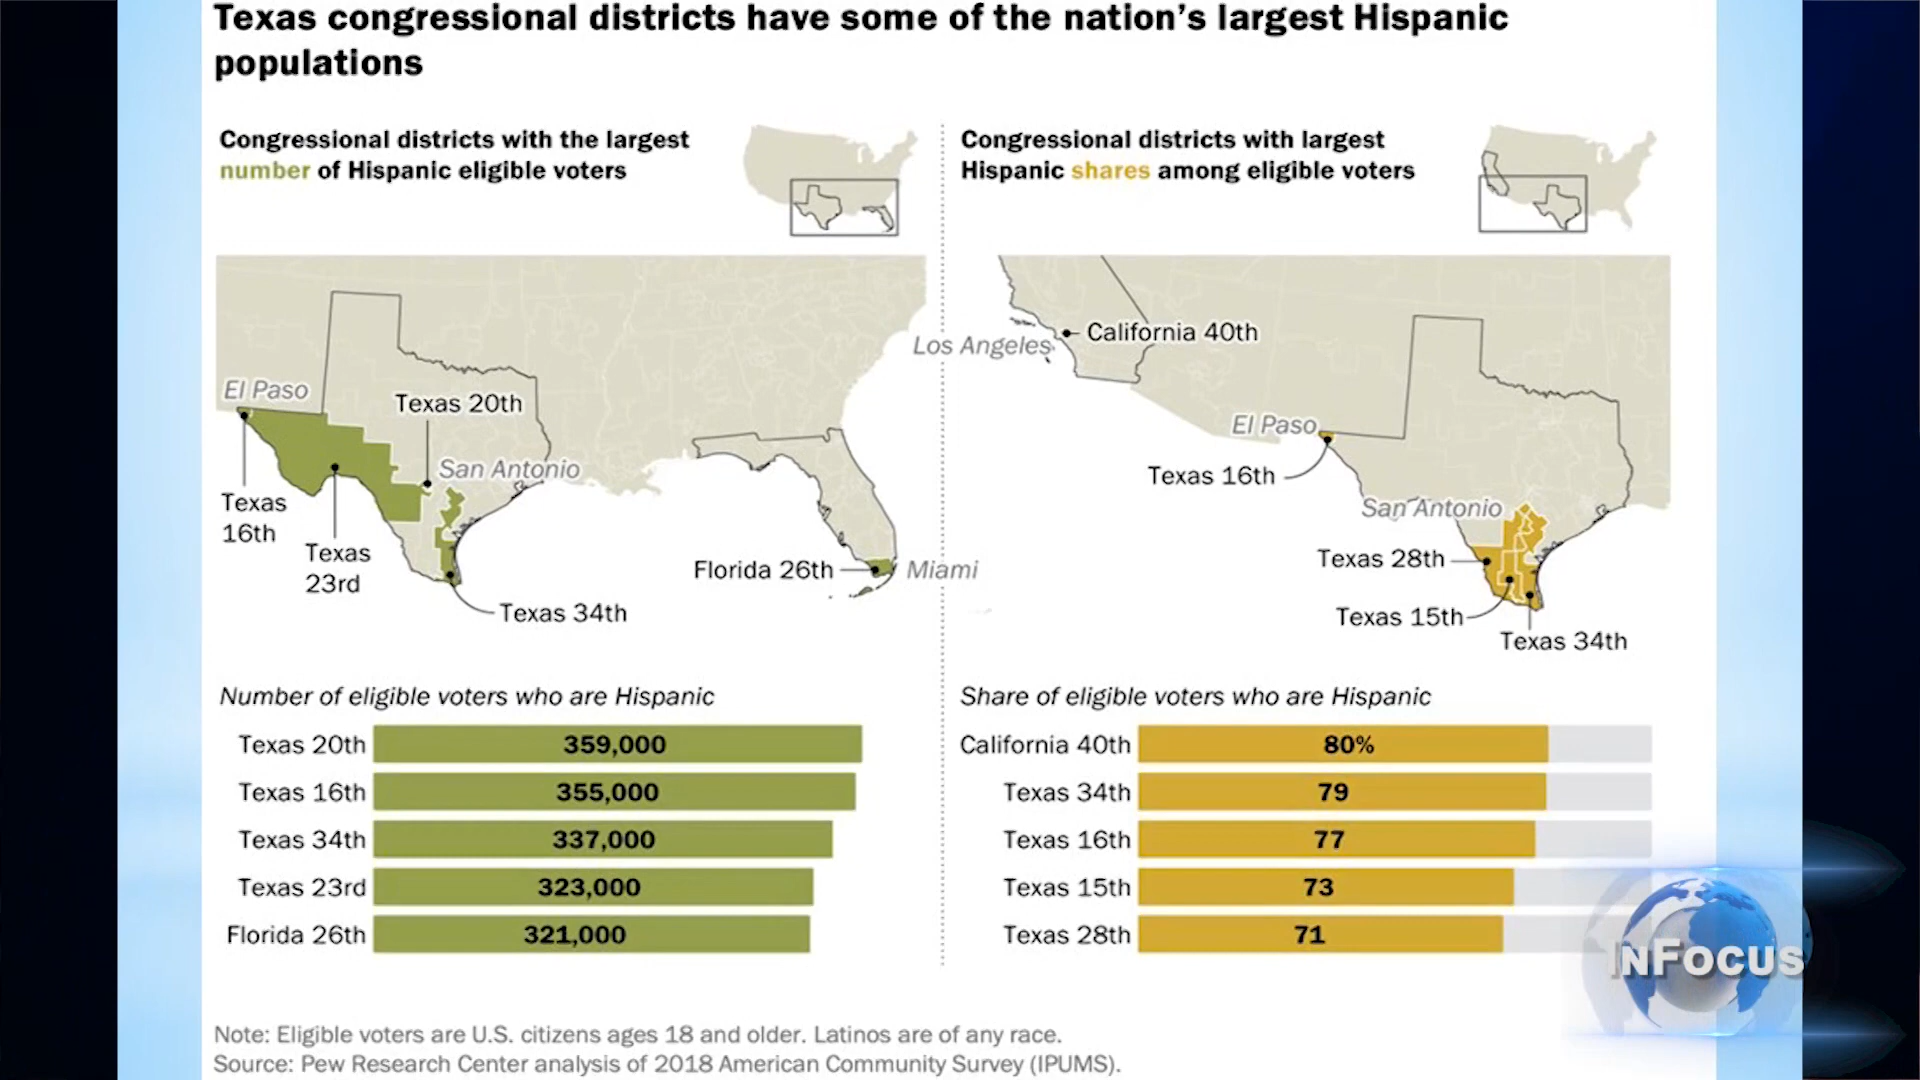 Texas congressional districts have some of the nation's largest Hispanic
populations
Congressional districts with the largest
number of Hispanic eligible voters
El Paso
Texas 20th
San Antonio
Texas
16th
Texas
23rd
Texas 34th
Florida 26th
Miami
Number of eligible voters who are Hispanic
Texas 20th 359,000
Texas 16th 355,000
Texas 34th 337,000
Texas 23rd 323,000
Florida 26th 321,000
Congressional districts with largest
Hispanic shares among eligible voters
Los Angeles
California 40th
El Paso
Texas 16th
San Antonio
Texas 28th
Texas 15th
Texas 34th
Share of eligible voters who are Hispanic
California 40th 80%
Texas 34th 79
Texas 16th 77
Texas 15th 73
Texas 28th 71
INFOCUS
Note: Eligible voters are U.S. citizens ages 18 and older. Latinos are of any race.
Source: Pew Research Center analysis of 2018 American Community Survey (IPUMS).